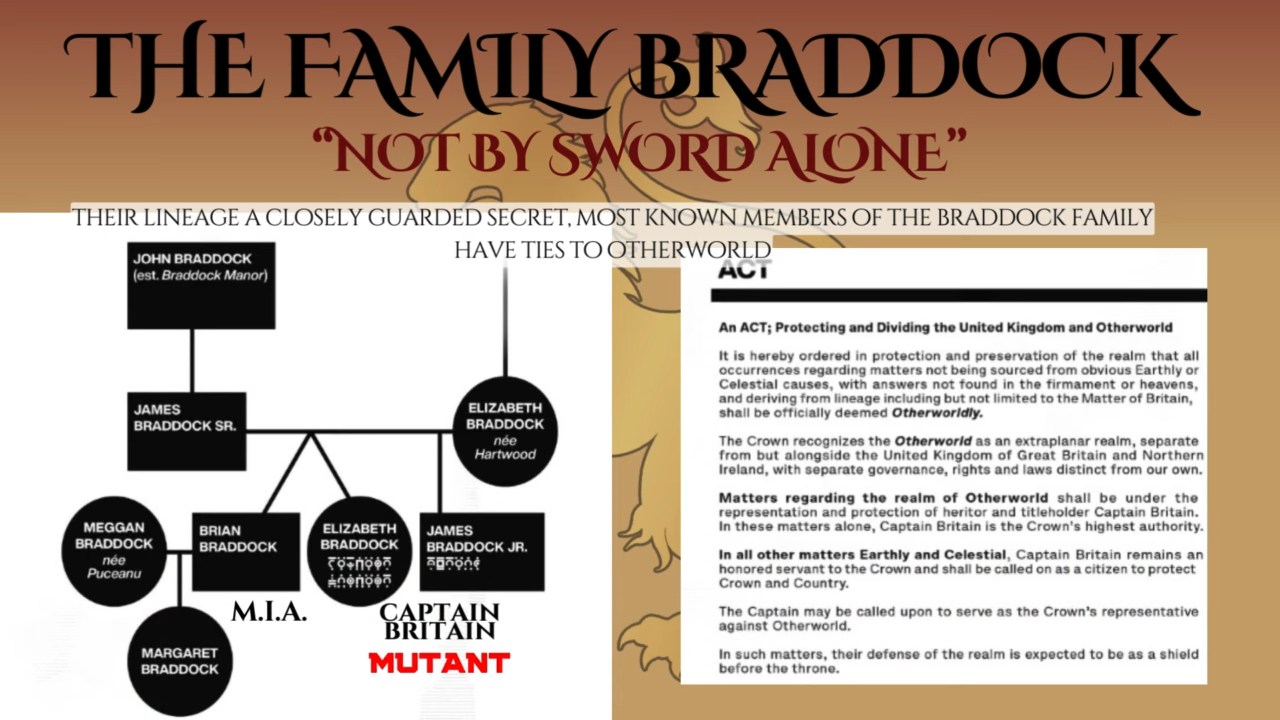 THE FAMILY BRADDOCK
“NOT BY SWORD ALONE”
THEIR LINEAGE A CLOSELY GUARDED SECRET, MOST KNOWN MEMBERS OF THE BRADDOCK FAMILY
HAVE TIES TO OTHERWORLD
JOHN BRADDOCK
(est. Braddock Manor)
JAMES
BRADDOCK SR.
ELIZABETH
BRADDOCK
née
Hartwood
MEGGAN
BRADDOCK
née
Puceanu
BRIAN
BRADDOCK
ELIZABETH
BRADDOCK
JAMES
BRADDOCK JR.
M.I.A.
CAPTAIN
BRITAIN
MUTANT
MARGARET
BRADDOCK
ACT
An ACT; Protecting and Dividing the United Kingdom and Otherworld
It is hereby ordered in protection and preservation of the realm that all
occurrences regarding matters not being sourced from obvious Earthly or
Celestial causes, with answers not found in the firmament or heavens,
and deriving from lineage including but not limited to the Matter of Britain,
shall be officially deemed Otherworldly.
The Crown recognizes the Otherworld as an extraplanar realm, separate
from but alongside the United Kingdom of Great Britain and Northern
Ireland, with separate governance, rights and laws distinct from our own.
Matters regarding the realm of Otherworld shall be under the
representation and protection of heritor and titleholder Captain Britain.
In these matters alone, Captain Britain is the Crown's highest authority.
In all other matters Earthly and Celestial, Captain Britain remains an
honored servant to the Crown and shall be called on as a citizen to protect
Crown and Country.
The Captain may be called upon to serve as the Crown's representative
against Otherworld.
In such matters, their defense of the realm is expected to be as a shield
before the throne.